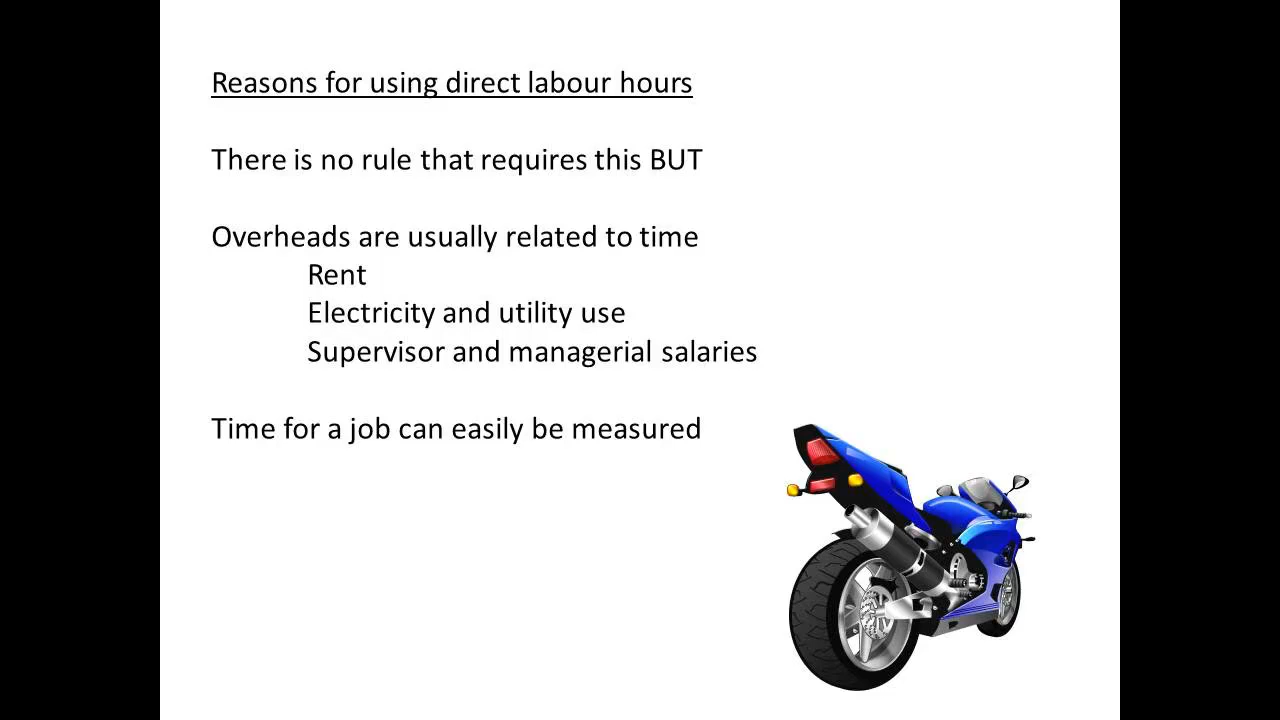 Reasons for using direct labour hours
There is no rule that requires this BUT
Overheads are usually related to time
Rent
Electricity and utility use
Supervisor and managerial salaries
Time for a job can easily be measured